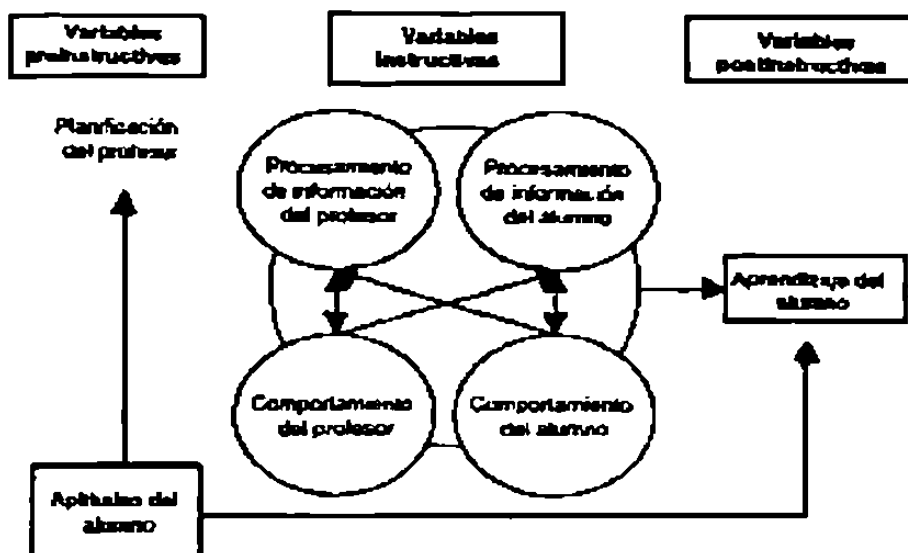 Variables
preinstructivas
Variables
instructivas
Variables
postinstructivas
Planificación
del profesor
Procesamiento
de información
del profesor
Procesamiento
de información
del alumno
Aprendizaje del
alumno
Comportamiento
del profesor
Comportamiento
del alumno
Aptitudes del
alumno